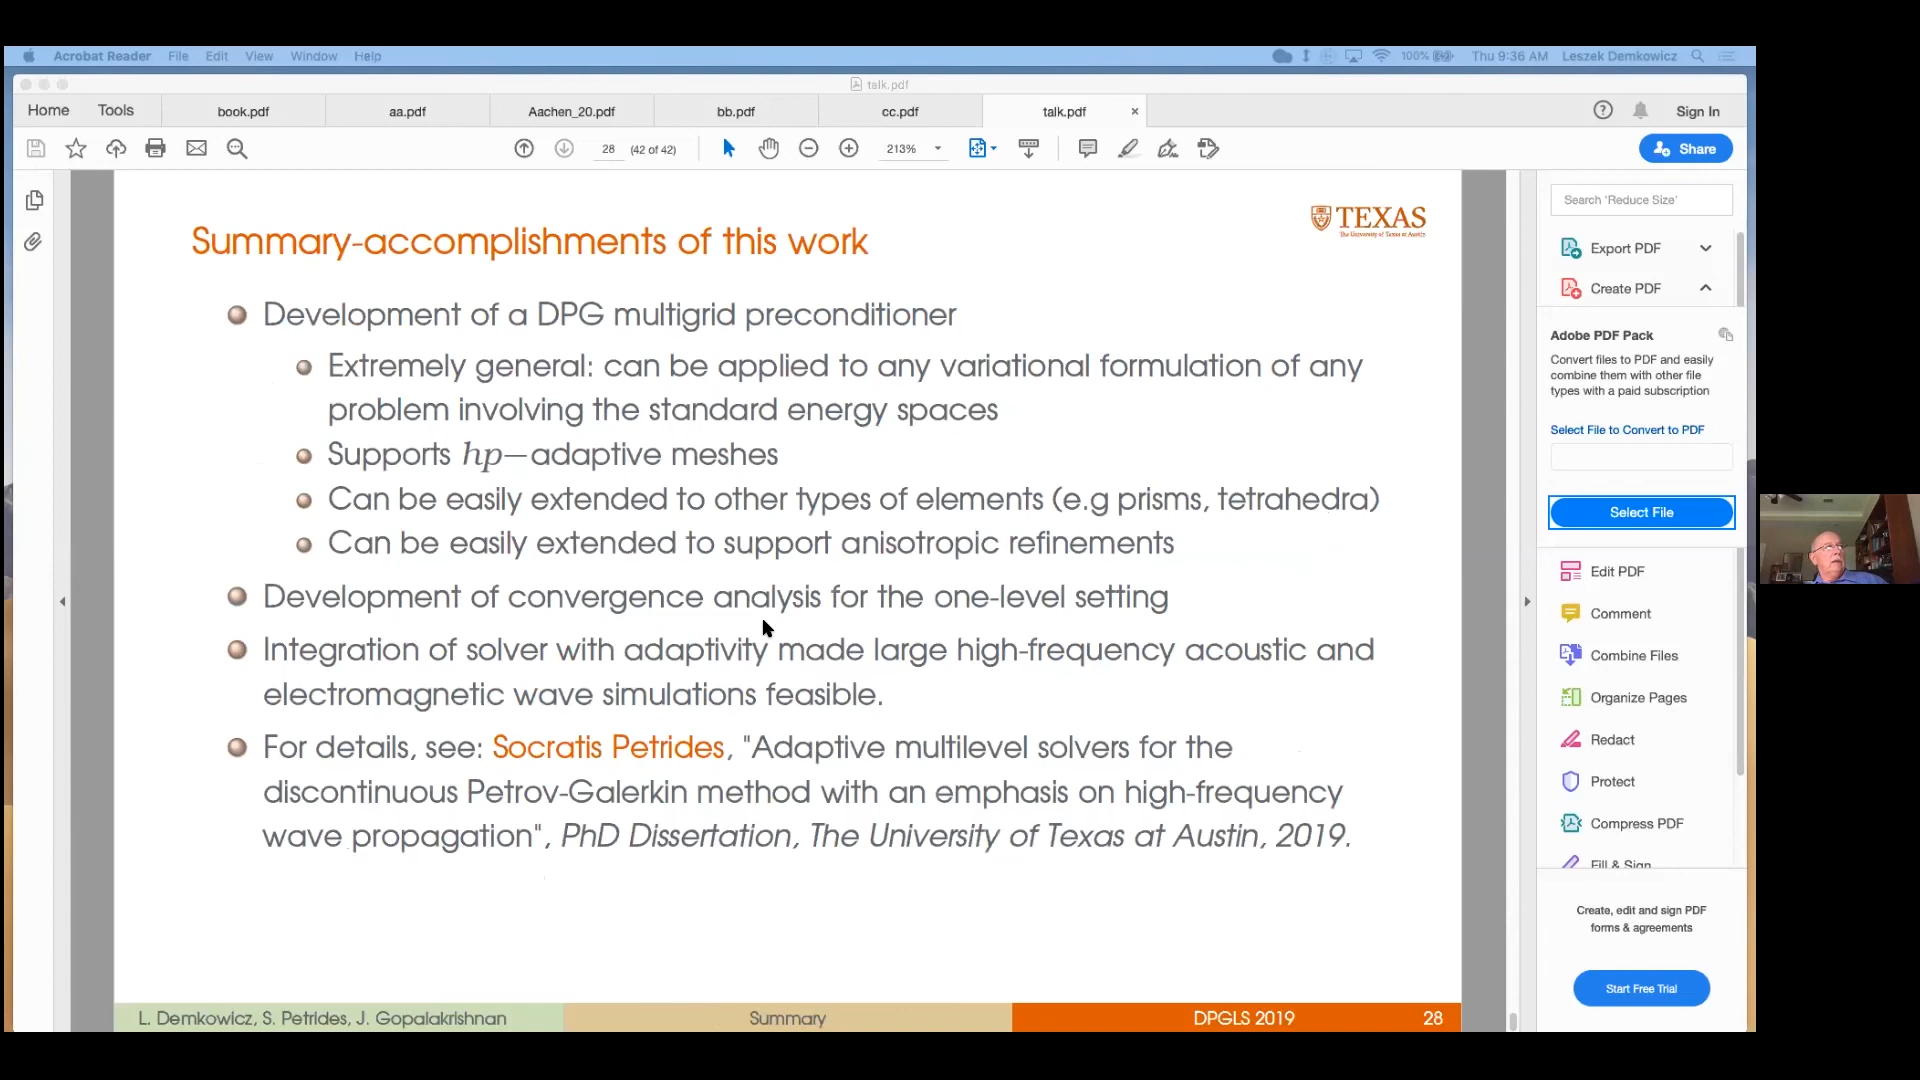 Acrobat Reader File Edit View Window Help 100% Thu 9:36 AM Leszek Demkowicz
talk.pdf
Home Tools book.pdf aa.pdf Aachen_20.pdf bb.pdf cc.pdf talk.pdf × Sign In
28 (42 of 42) 213% Share
TEXAS
The University of Texas at Austin
Summary-accomplishments of this work
Development of a DPG multigrid preconditioner
Extremely general: can be applied to any variational formulation of any
problem involving the standard energy spaces
Supports hp−adaptive meshes
Can be easily extended to other types of elements (e.g prisms, tetrahedra)
Can be easily extended to support anisotropic refinements
Development of convergence analysis for the one-level setting
Integration of solver with adaptivity made large high-frequency acoustic and
electromagnetic wave simulations feasible.
For details, see: Socratis Petrides, "Adaptive multilevel solvers for the
discontinuous Petrov-Galerkin method with an emphasis on high-frequency
wave propagation", PhD Dissertation, The University of Texas at Austin, 2019.
L. Demkowicz, S. Petrides, J. Gopalakrishnan Summary DPGLS 2019 28
Search 'Reduce Size'
Export PDF
Create PDF
Adobe PDF Pack
Convert files to PDF and easily
combine them with other file
types with a paid subscription
Select File to Convert to PDF
Select File
Edit PDF
Comment
Combine Files
Organize Pages
Redact
Protect
Compress PDF
Fill & Sign
Create, edit and sign PDF
forms & agreements
Start Free Trial